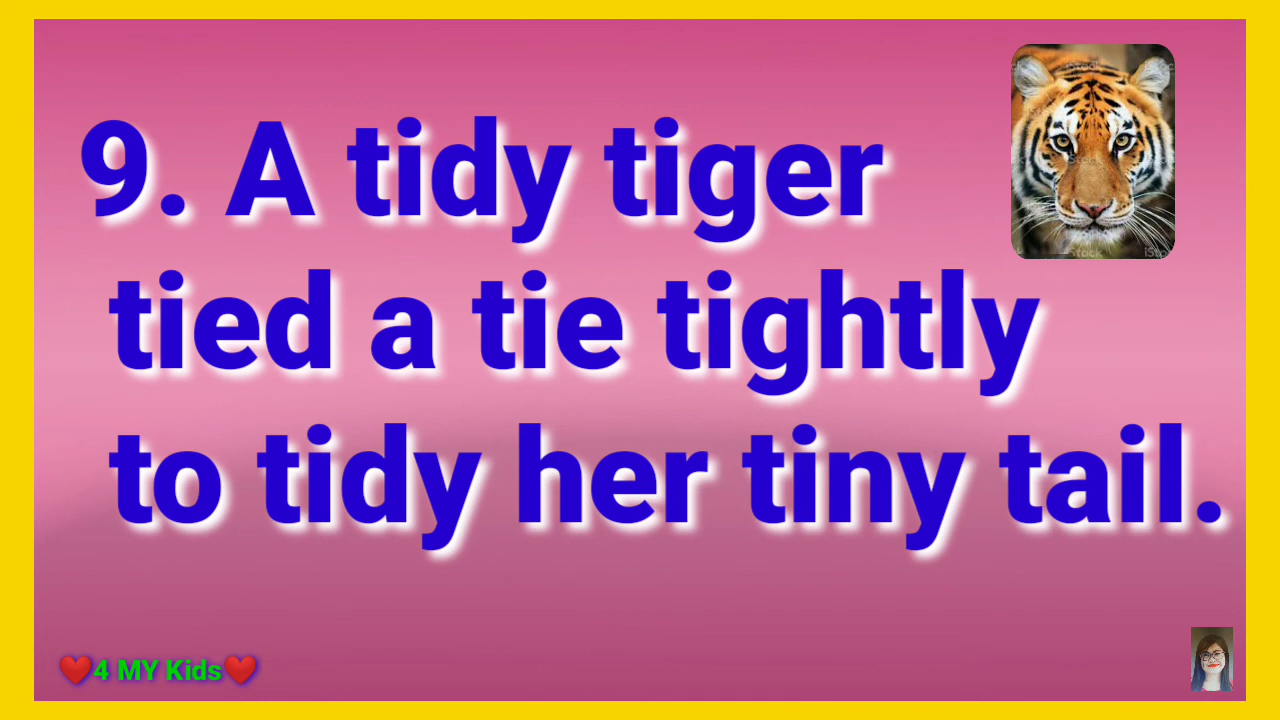 9. A tidy tiger
tied a tie tightly
to tidy her tiny tail.
❤️4 MY Kids❤️